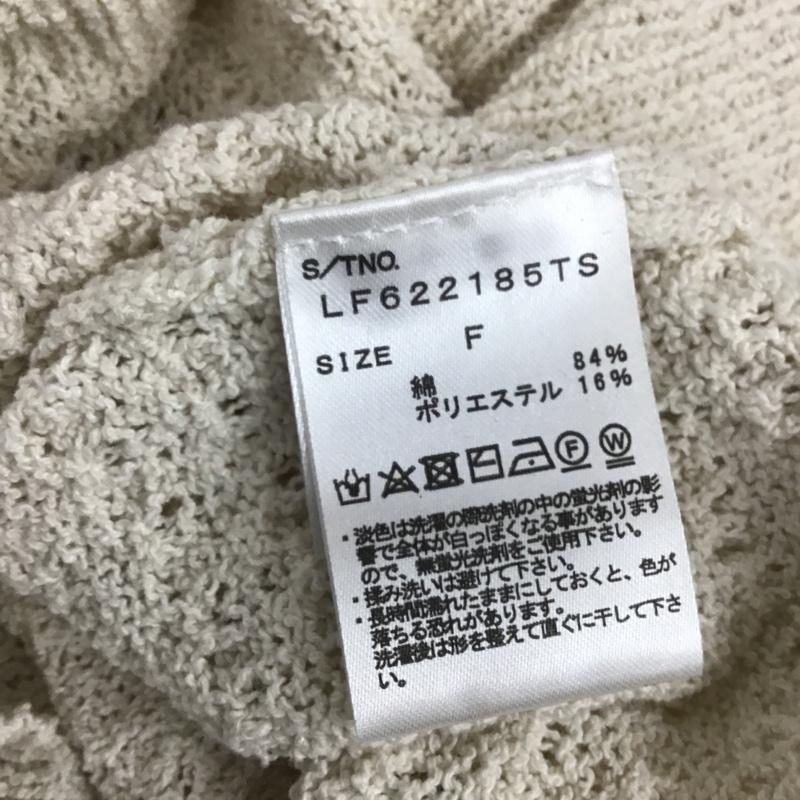 S/TNO.
LF622185TS
SIZE F
綿 84%
ポリエステル 16%
F W
・淡色は洗濯の際洗剤の中の蛍光剤の影
響で全体が白っぽくなる事があります
ので、無蛍光洗剤をご使用下さい。
・揉み洗いは避けて下さい。
・長時間濡れたままにしておくと、色が
落ちる恐れがあります。
洗濯後は形を整えて直ぐに干して下さ
い。